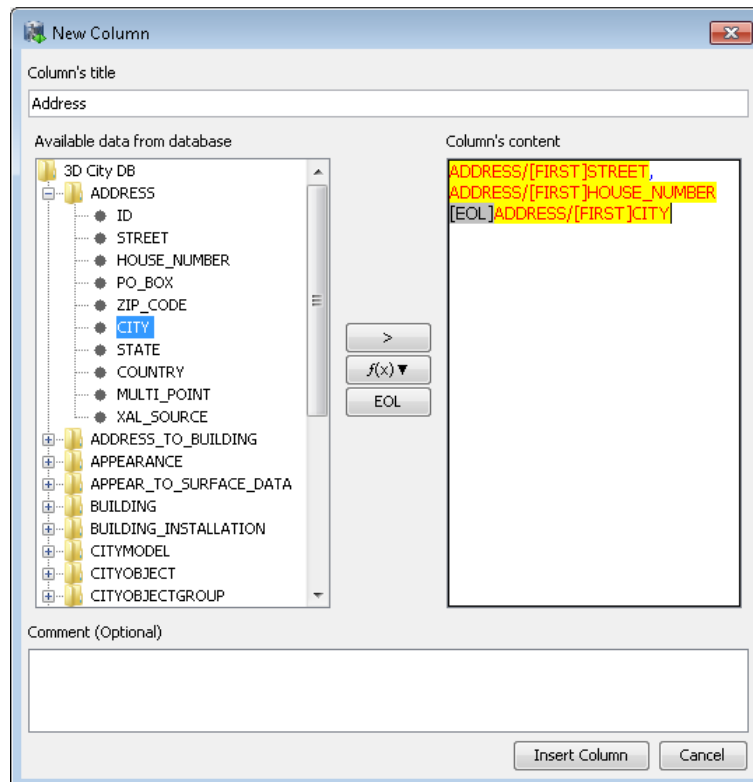 New Column
Column's title
Address
Available data from database
3D City DB
ADDRESS
ID
STREET
HOUSE_NUMBER
PO_BOX
ZIP_CODE
CITY
STATE
COUNTRY
MULTI_POINT
XAL_SOURCE
ADDRESS_TO_BUILDING
APPEARANCE
APPEAR_TO_SURFACE_DATA
BUILDING
BUILDING_INSTALLATION
CITYMODEL
CITYOBJECT
CITYOBJECTGROUP
>
f(x) ▼
EOL
Column's content
ADDRESS/[FIRST]STREET,
ADDRESS/[FIRST]HOUSE_NUMBER
[EOL]ADDRESS/[FIRST]CITY
Comment (Optional)
Insert Column
Cancel